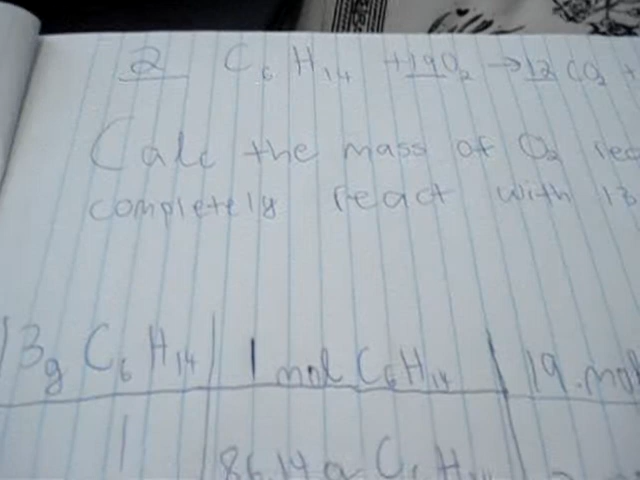 2 C6H14 + 19O2 → 12 CO2 +
Calc the mass of O2
completely react with 13
13g C6H14 | 1 mol C6H14 | 19 mol
1 | 86.14 g C6H14